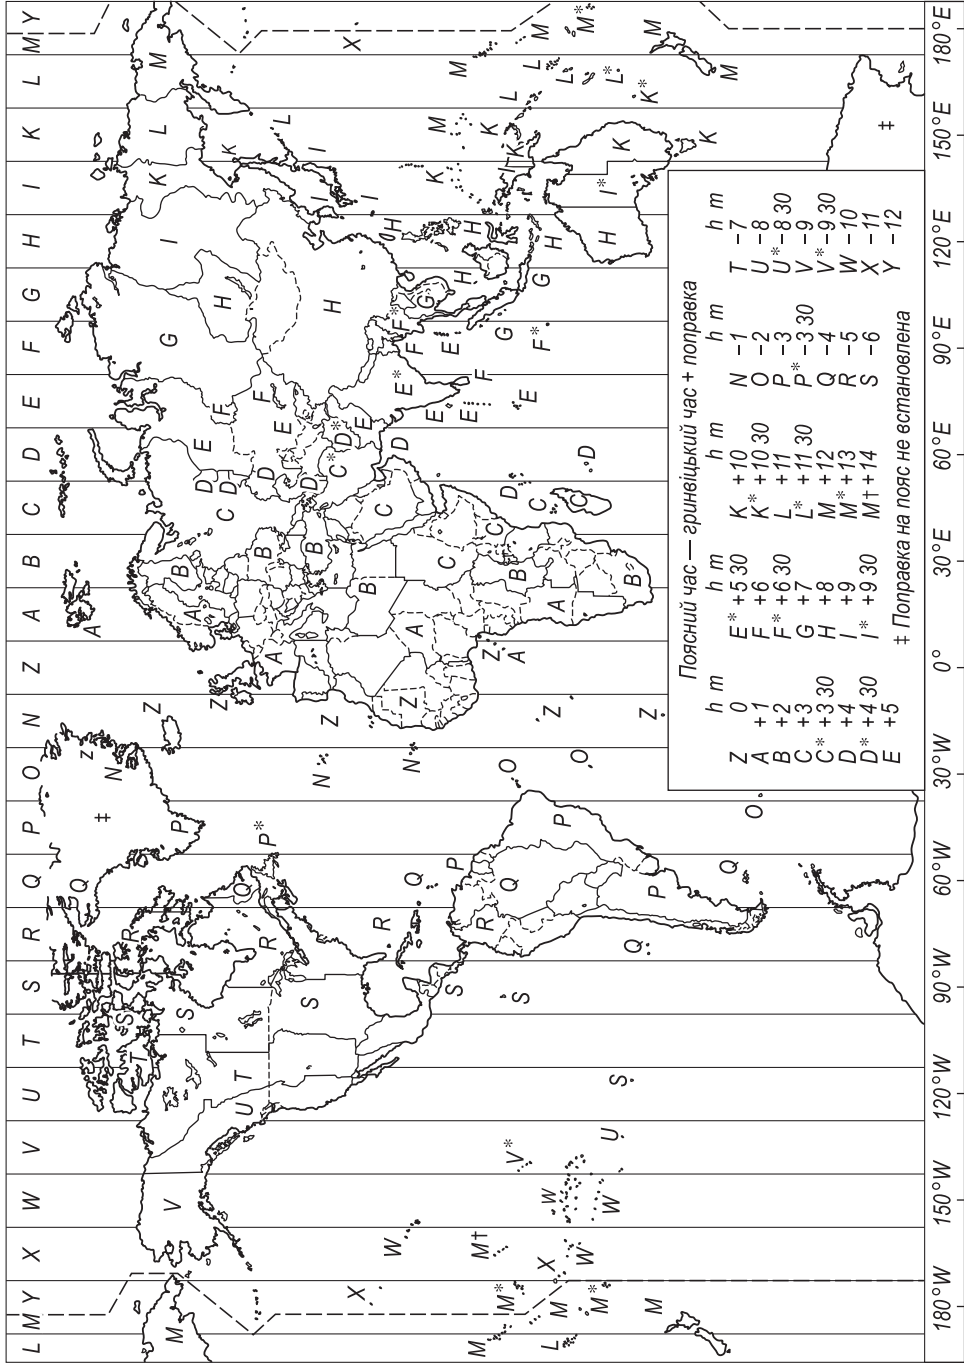 L M Y X W V U T S R Q P O N Z A B C D E F G H I K L M Y
A
Z
N
‡
Q
R
S
T
S
P
Z
V
M
A
B
C
D
D
E
G
I
K
L
M
H
U
T
S
R
Q
P*
Z
A
B
B
D
E
F
F
H
K
L
I
X
X
W
R
Q
N
N
Z
Z
B
C
C*
D
D*
E
E*
F
F*
G
H
I
I
K
M
M
M†
M*
M
L
V*
W
X
W
W
M
M*
M
U
S
S
S
R
Q
P
P
P
Q
Q
O
O
O
Z
Z
Z
A
A
A
B
B
C
C
C
C
D
D
D
E
E
E
F
F*
G
G
H
H
H
H
I
I*
K
K
K
K
K*
L
L
L
L*
M
M*
M
M
‡
Поясний час — гринвіцький час + поправка
h m h m h m h m h m
Z 0 E* +5 30 K +10 N −1 T −7
A +1 F +6 K* +10 30 O −2 U −8
B +2 F* +6 30 L +11 P −3 U* −8 30
C +3 G +7 L* +11 30 P* −3 30 V −9
C* +3 30 H +8 M +12 Q −4 V* −9 30
D +4 I +9 M* +13 R −5 W −10
D* +4 30 I* +9 30 M† +14 S −6 X −11
E +5 Y −12
‡ Поправка на пояс не встановлена
180°W 150°W 120°W 90°W 60°W 30°W 0° 30°E 60°E 90°E 120°E 150°E 180°E